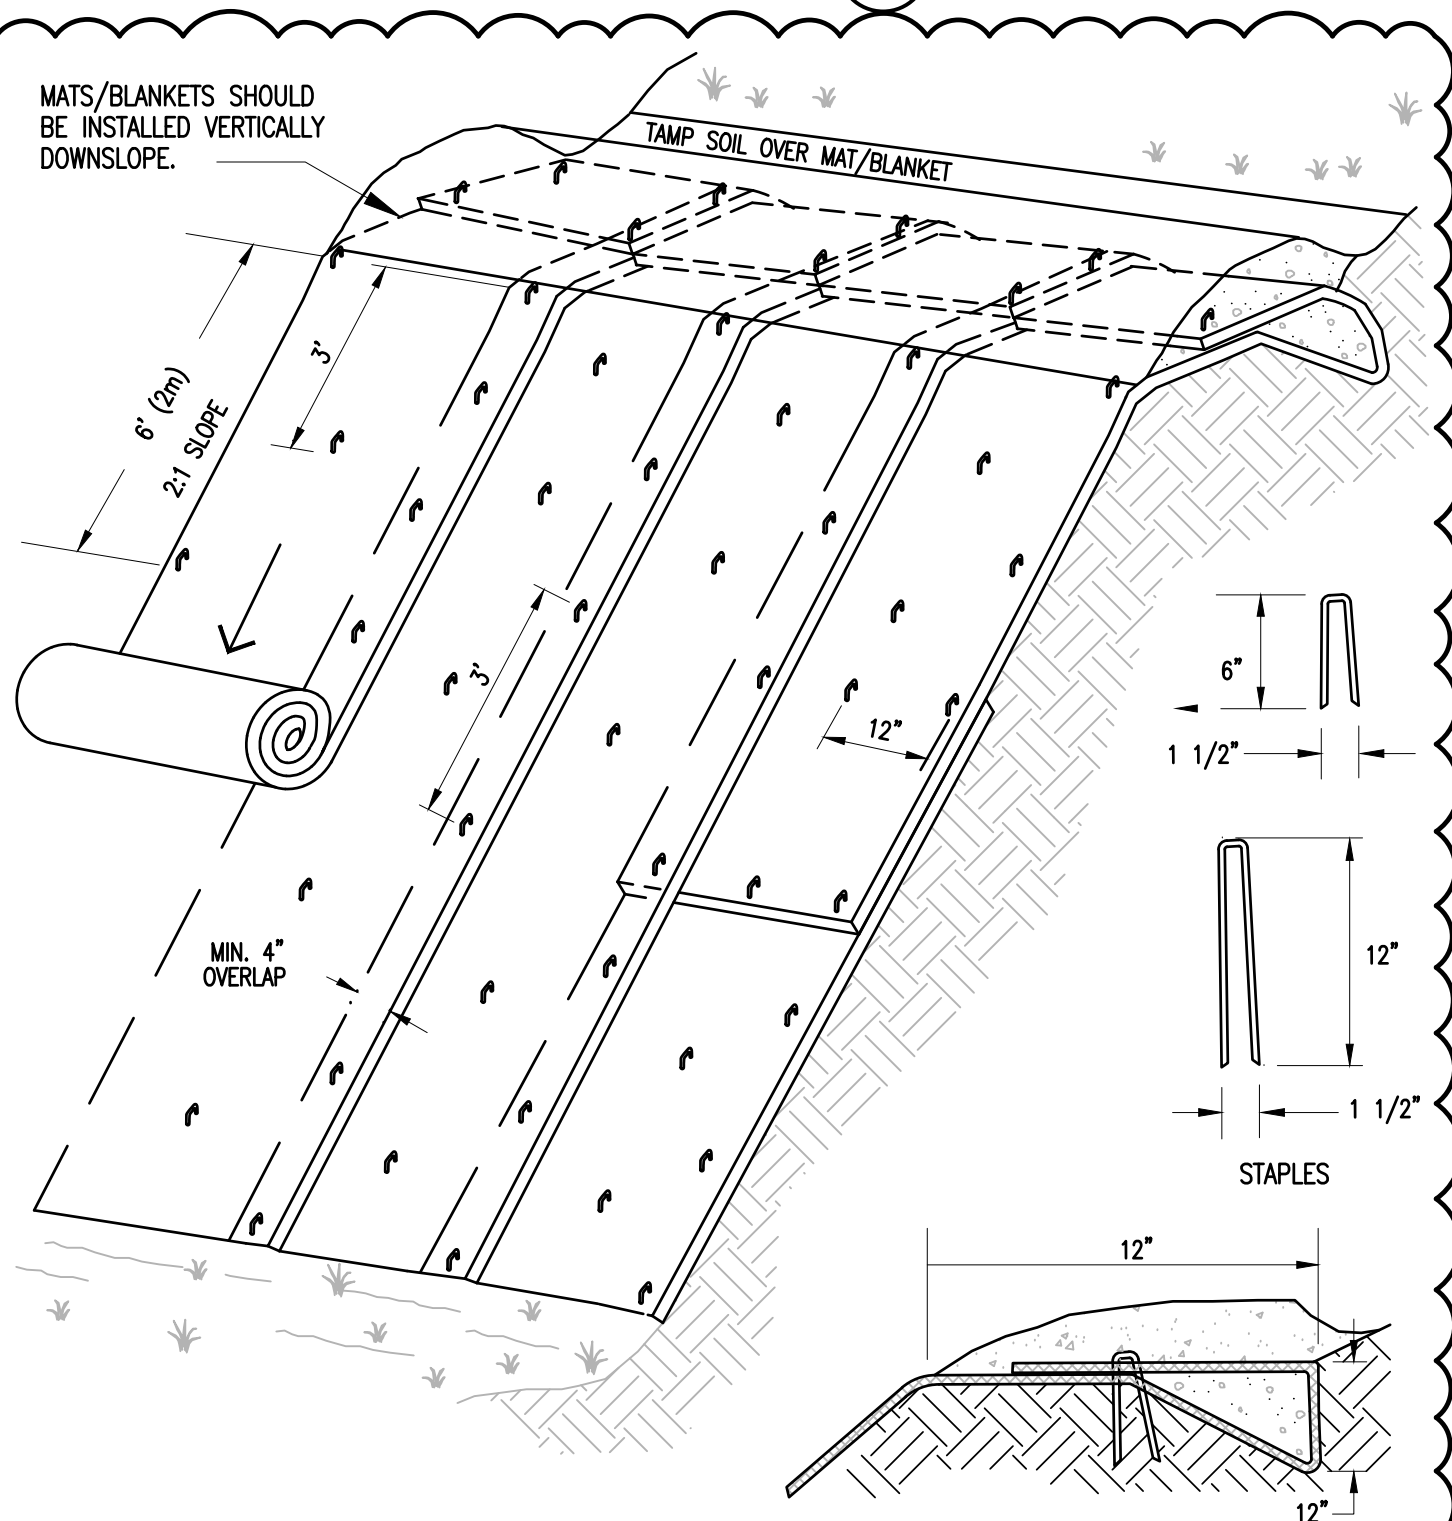 MATS/BLANKETS SHOULD
BE INSTALLED VERTICALLY
DOWNSLOPE.
TAMP SOIL OVER MAT/BLANKET
3'
6' (2m)
2:1 SLOPE
6"
3'
12"
1 1/2"
MIN. 4"
OVERLAP
12"
1 1/2"
STAPLES
12"
12"